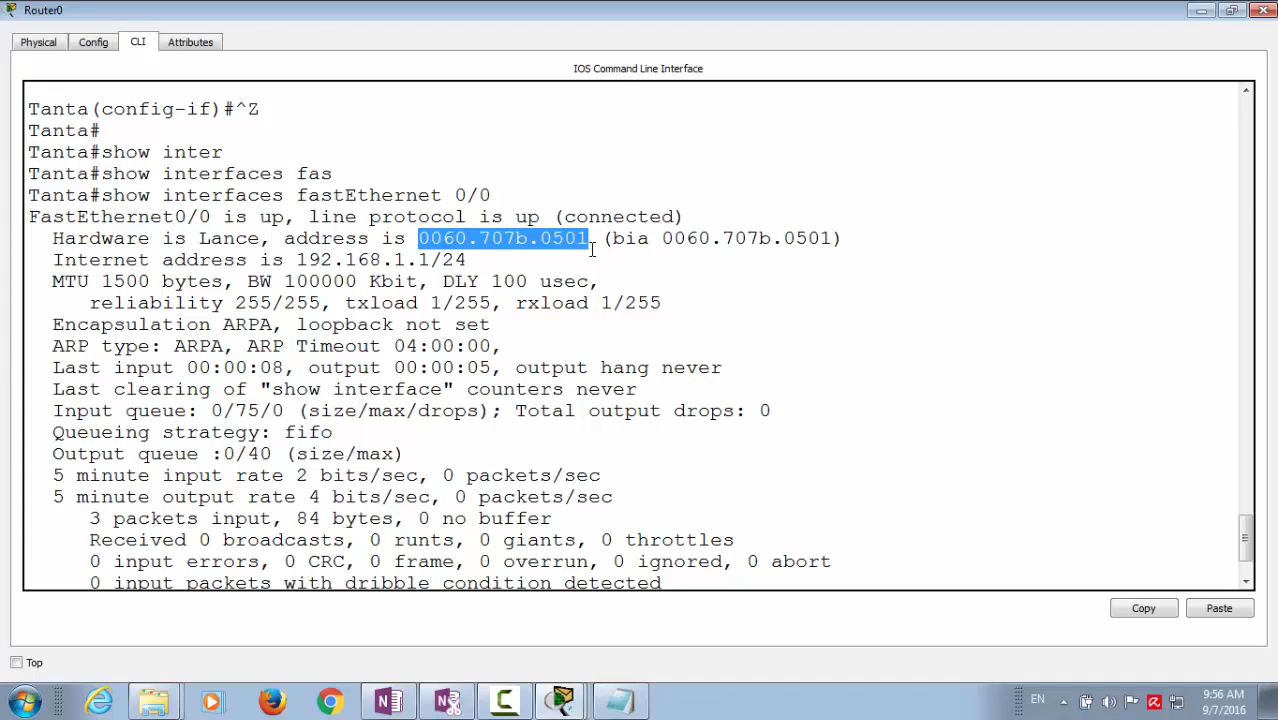 Router0
Physical
Config
CLI
Attributes
IOS Command Line Interface
Tanta(config-if)#^Z
Tanta#
Tanta#show inter
Tanta#show interfaces fas
Tanta#show interfaces fastEthernet 0/0
FastEthernet0/0 is up, line protocol is up (connected)
Hardware is Lance, address is 0060.707b.0501 (bia 0060.707b.0501)
Internet address is 192.168.1.1/24
MTU 1500 bytes, BW 100000 Kbit, DLY 100 usec,
reliability 255/255, txload 1/255, rxload 1/255
Encapsulation ARPA, loopback not set
ARP type: ARPA, ARP Timeout 04:00:00,
Last input 00:00:08, output 00:00:05, output hang never
Last clearing of "show interface" counters never
Input queue: 0/75/0 (size/max/drops); Total output drops: 0
Queueing strategy: fifo
Output queue :0/40 (size/max)
5 minute input rate 2 bits/sec, 0 packets/sec
5 minute output rate 4 bits/sec, 0 packets/sec
3 packets input, 84 bytes, 0 no buffer
Received 0 broadcasts, 0 runts, 0 giants, 0 throttles
0 input errors, 0 CRC, 0 frame, 0 overrun, 0 ignored, 0 abort
0 input packets with dribble condition detected
Copy
Paste
Top
EN
9:56 AM
9/7/2016